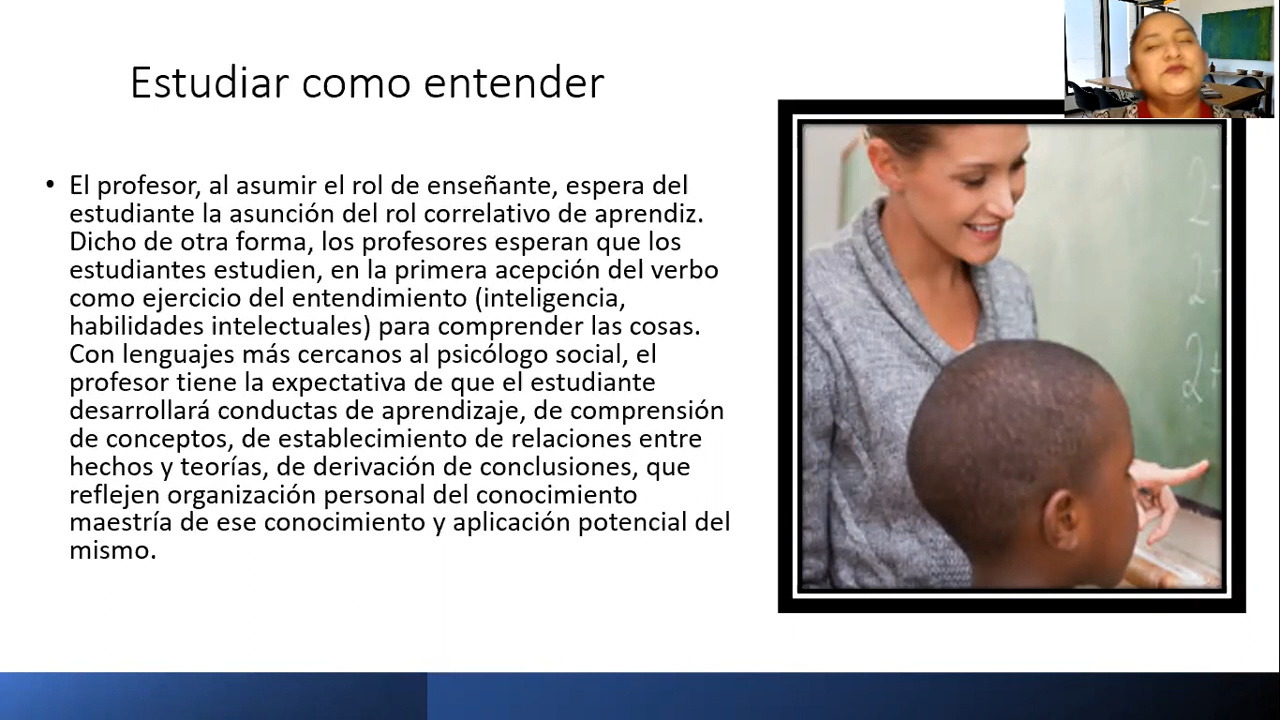 Estudiar como entender
• El profesor, al asumir el rol de enseñante, espera del
estudiante la asunción del rol correlativo de aprendiz.
Dicho de otra forma, los profesores esperan que los
estudiantes estudien, en la primera acepción del verbo
como ejercicio del entendimiento (inteligencia,
habilidades intelectuales) para comprender las cosas.
Con lenguajes más cercanos al psicólogo social, el
profesor tiene la expectativa de que el estudiante
desarrollará conductas de aprendizaje, de comprensión
de conceptos, de establecimiento de relaciones entre
hechos y teorías, de derivación de conclusiones, que
reflejen organización personal del conocimiento
maestría de ese conocimiento y aplicación potencial del
mismo.
2-
2+
2+